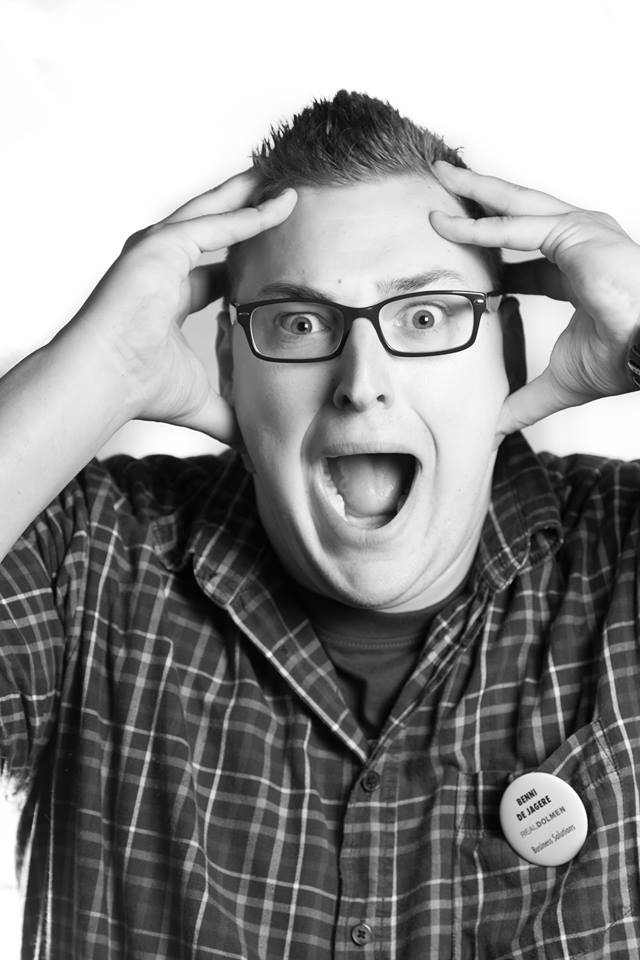 BENNI
DE JAGERE
REALDOLMEN
Business Solutions